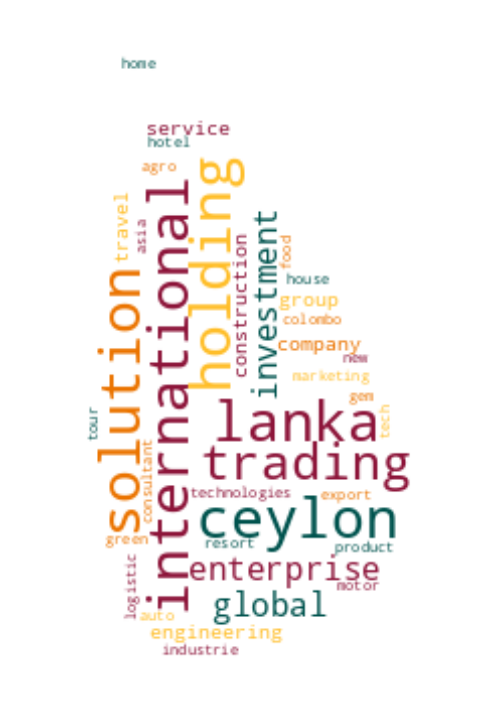 home
service
hotel
agro
holding
international
travel
asia
investment
construction
food
solution
house
group
colombo
company
new
marketing
gem
lanka
tech
tour
trading
consultant
technologies
export
ceylon
green
resort
product
enterprise
logistic
motor
global
auto
engineering
industrie